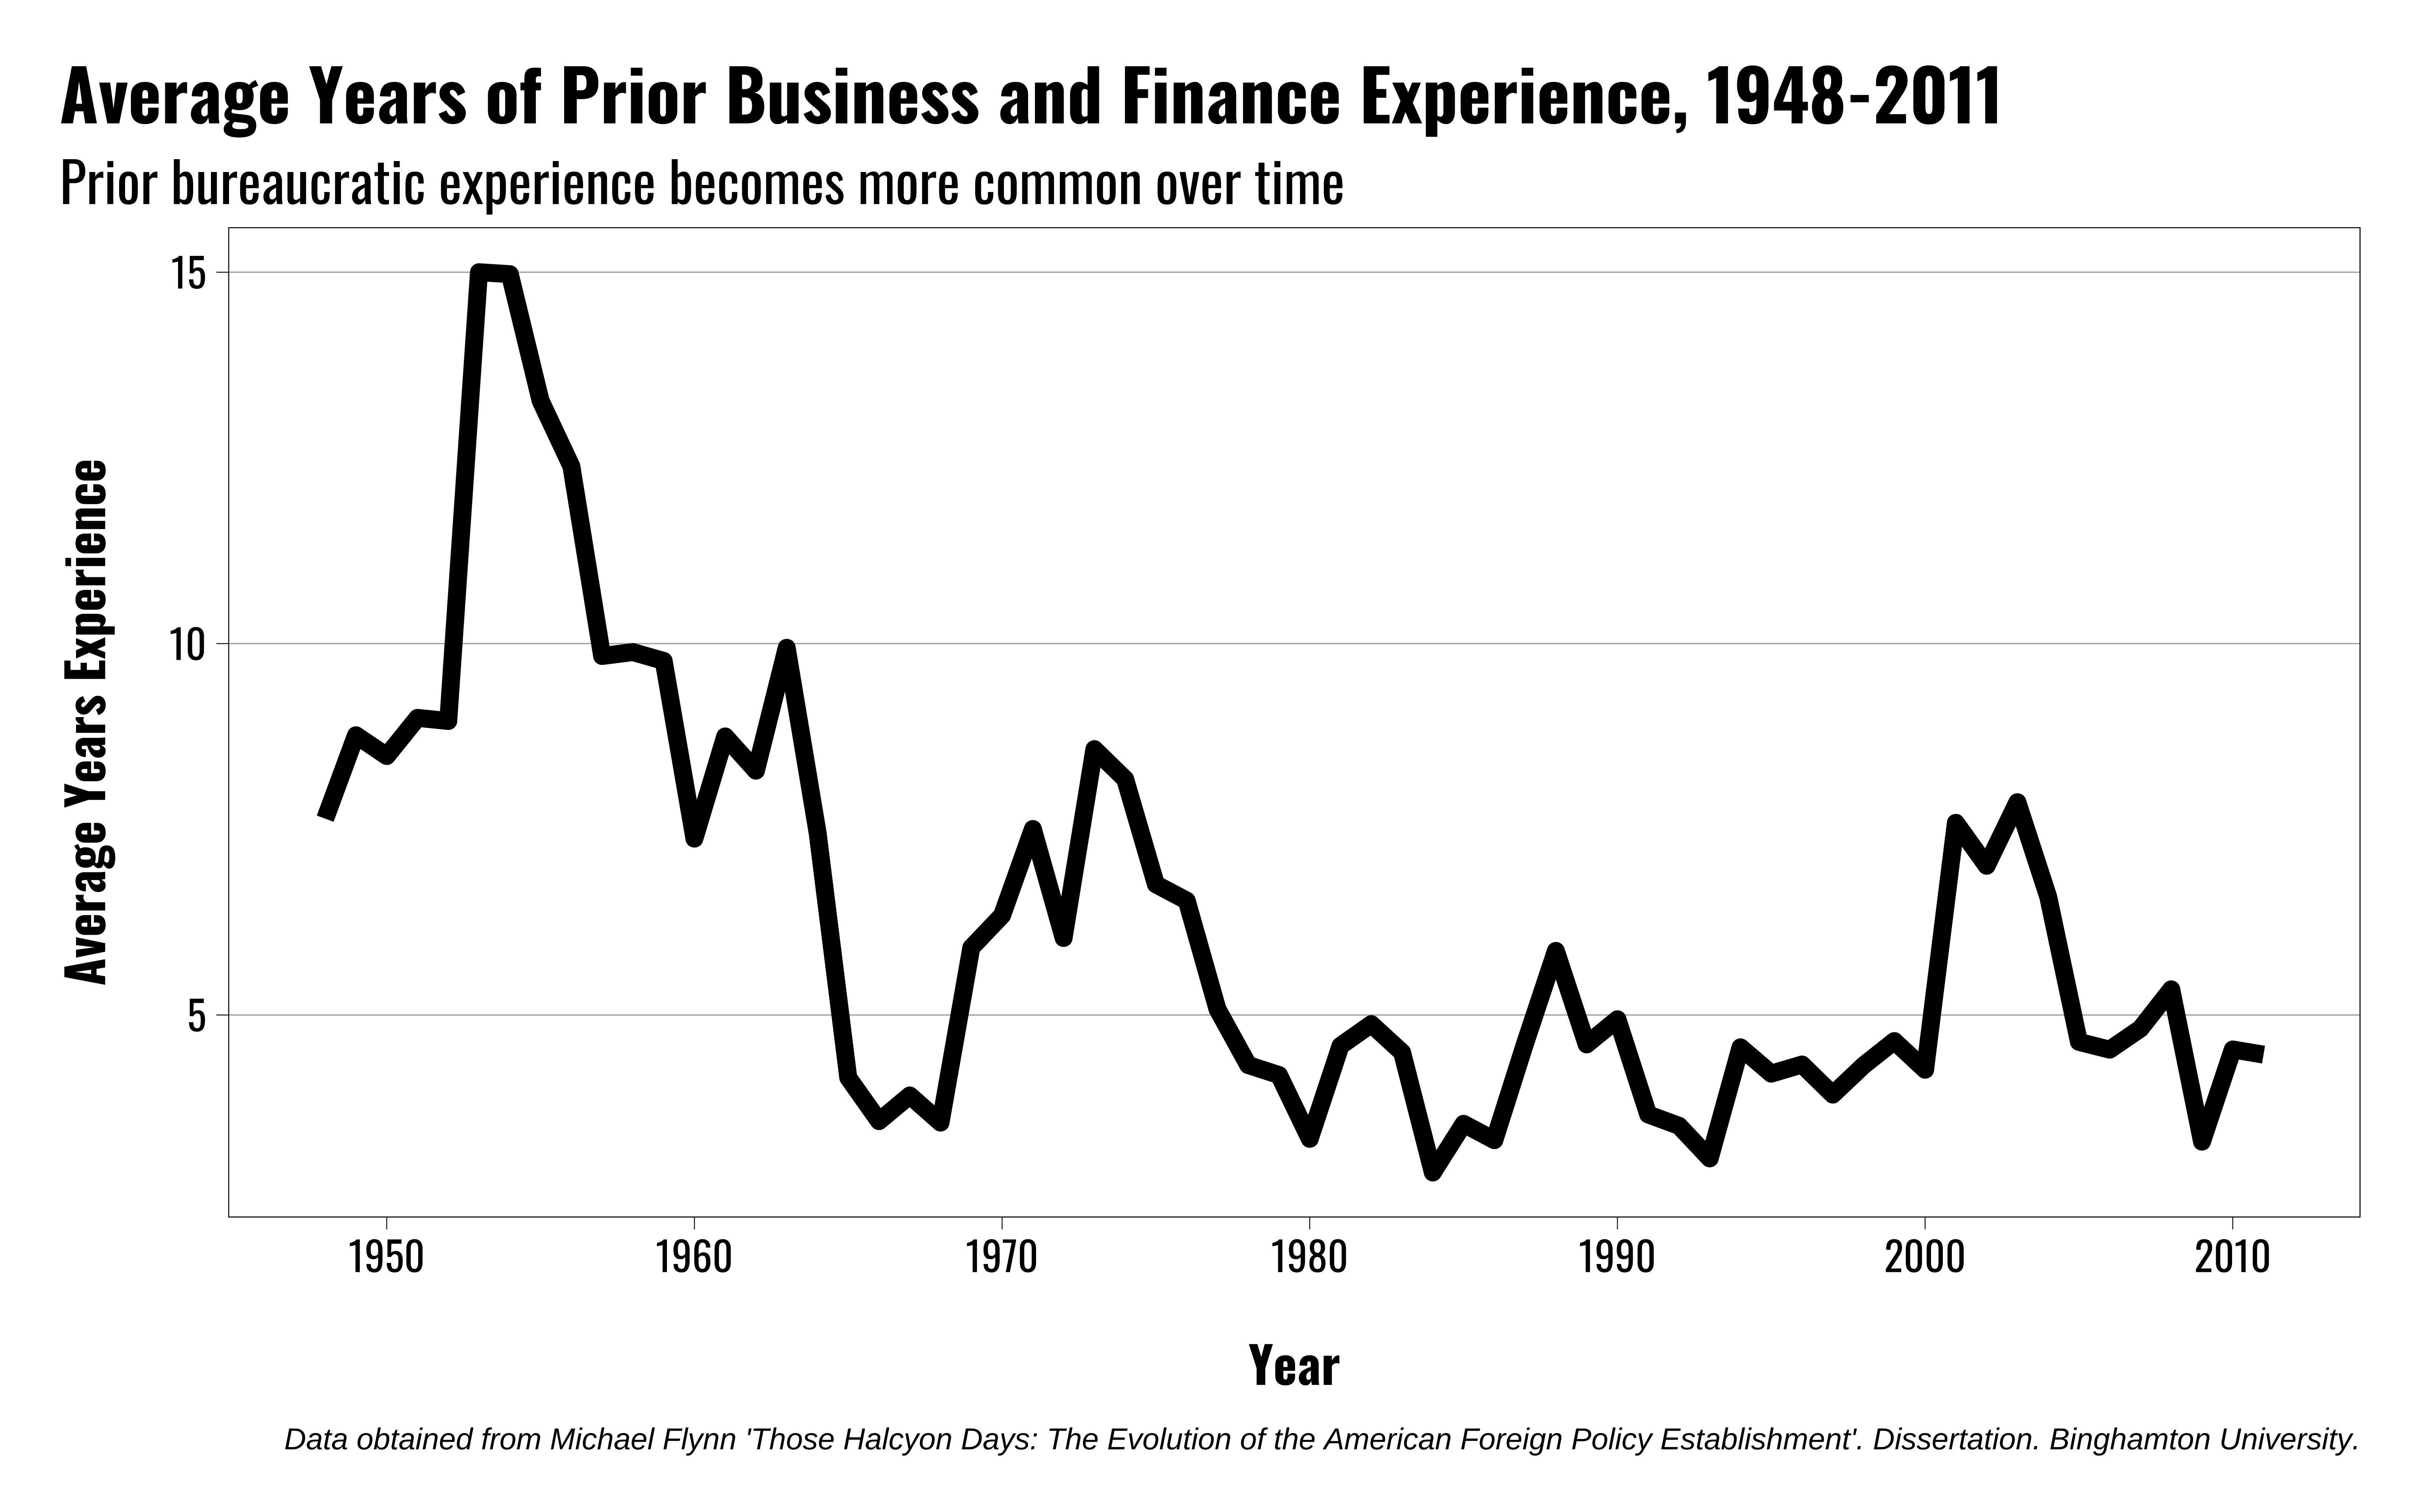 Average Years of Prior Business and Finance Experience, 1948-2011
Prior bureaucratic experience becomes more common over time
Average Years Experience
15
10
5
1950
1960
1970
1980
1990
2000
2010
Year
Data obtained from Michael Flynn 'Those Halcyon Days: The Evolution of the American Foreign Policy Establishment'. Dissertation. Binghamton University.